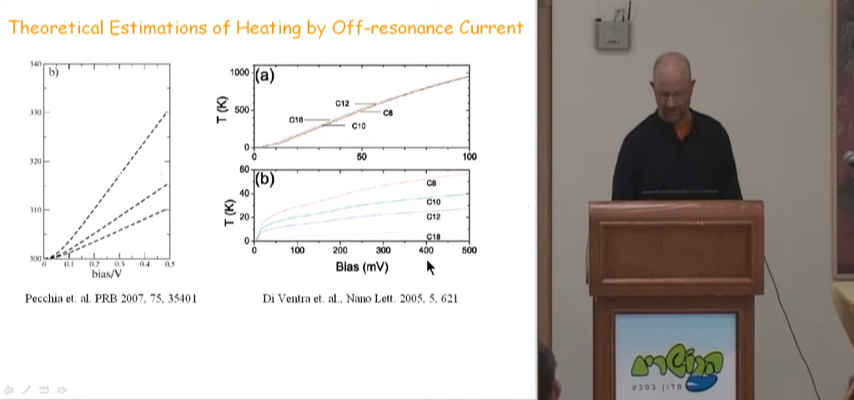 Theoretical Estimations of Heating by Off-resonance Current
340
b)
330
320
310
300
0 0.1 0.2 0.3 0.4 0.5
bias/V
Pecchia et. al. PRB 2007, 75, 35401
(a)
1000
500
0
T (K)
C12
C8
C18
C10
0 50 100
(b)
60
40
20
0
T (K)
C8
C10
C12
C18
0 100 200 300 400 500
Bias (mV)
Di Ventra et. al., Nano Lett. 2005, 5, 621
מלון בטבע